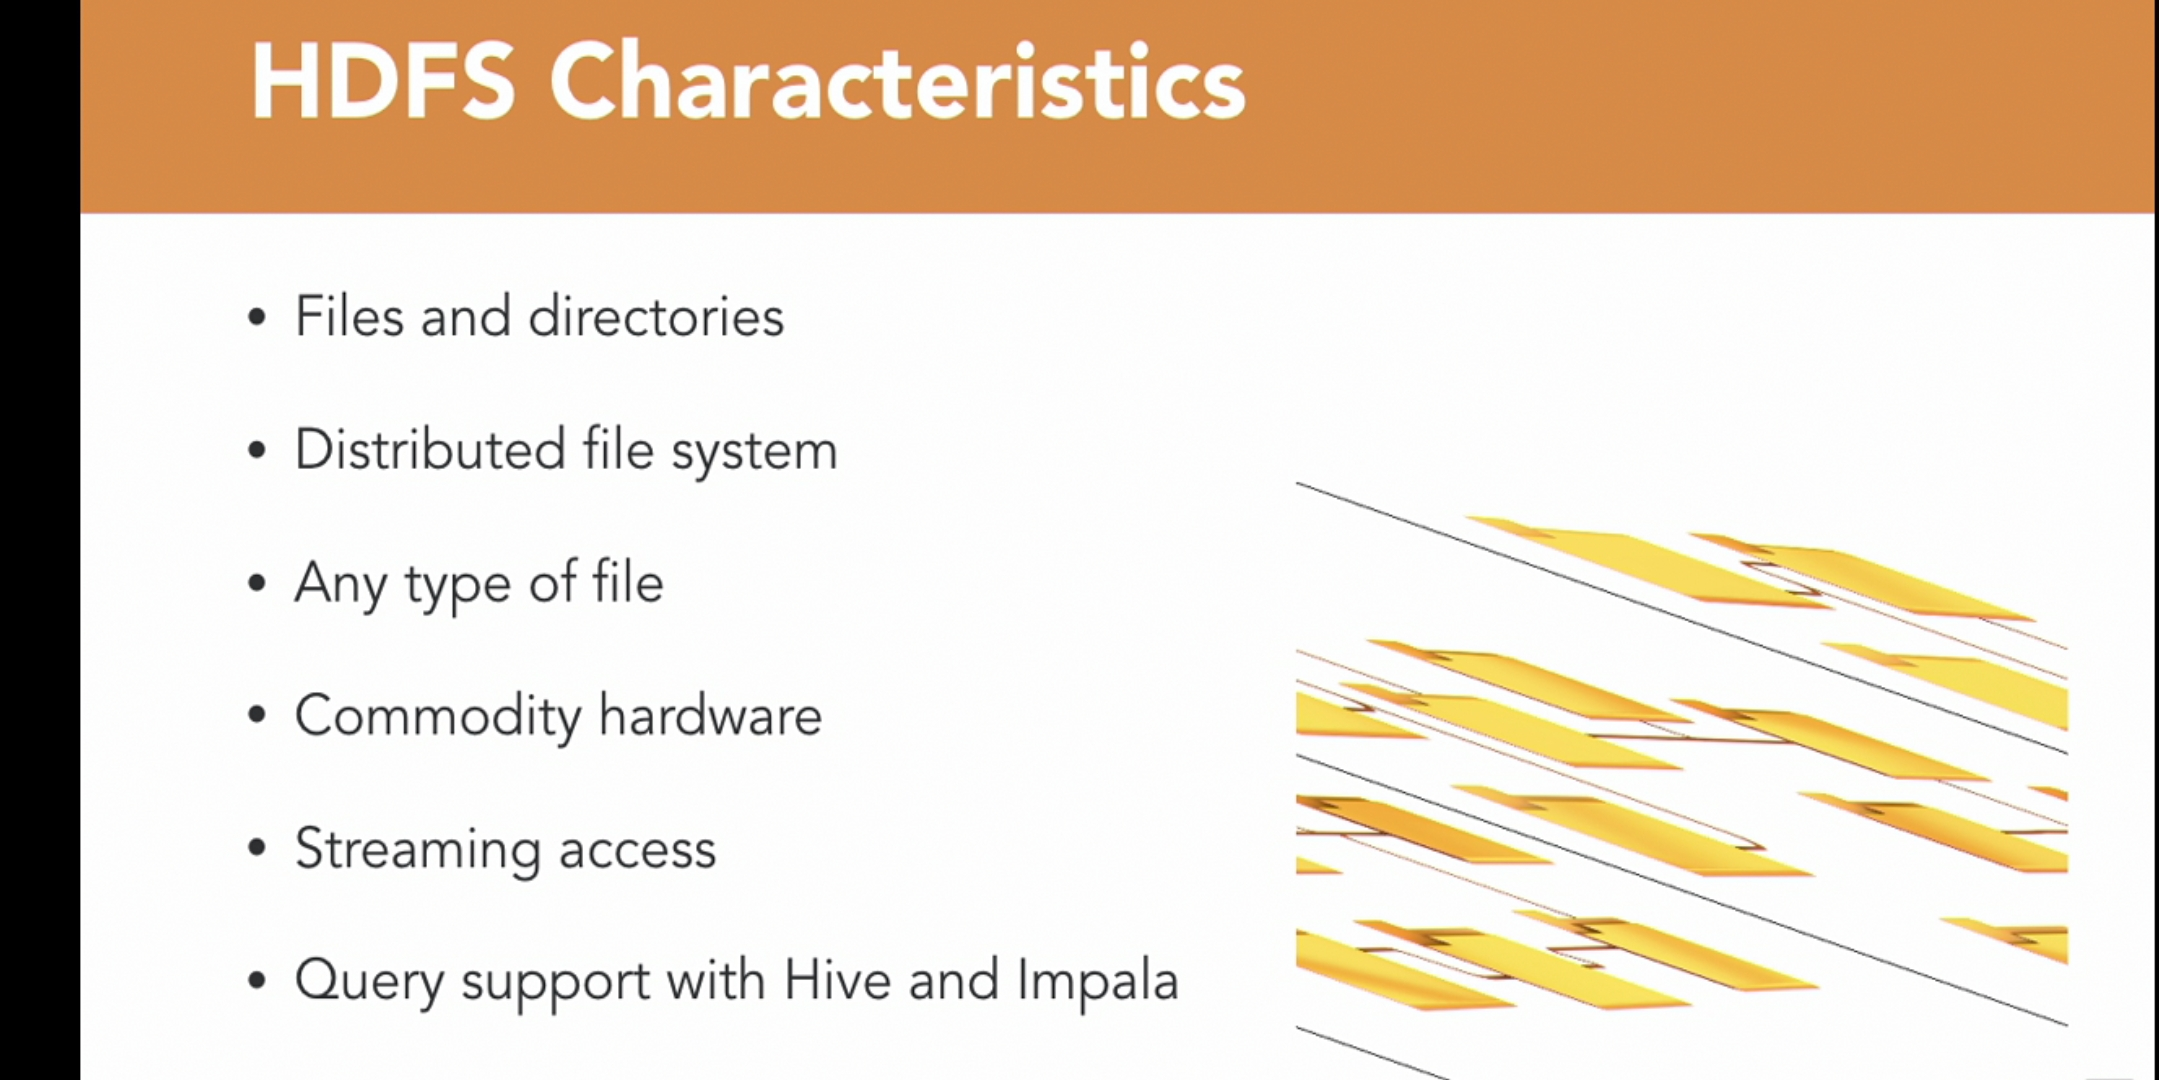 HDFS Characteristics
• Files and directories
• Distributed file system
• Any type of file
• Commodity hardware
• Streaming access
• Query support with Hive and Impala